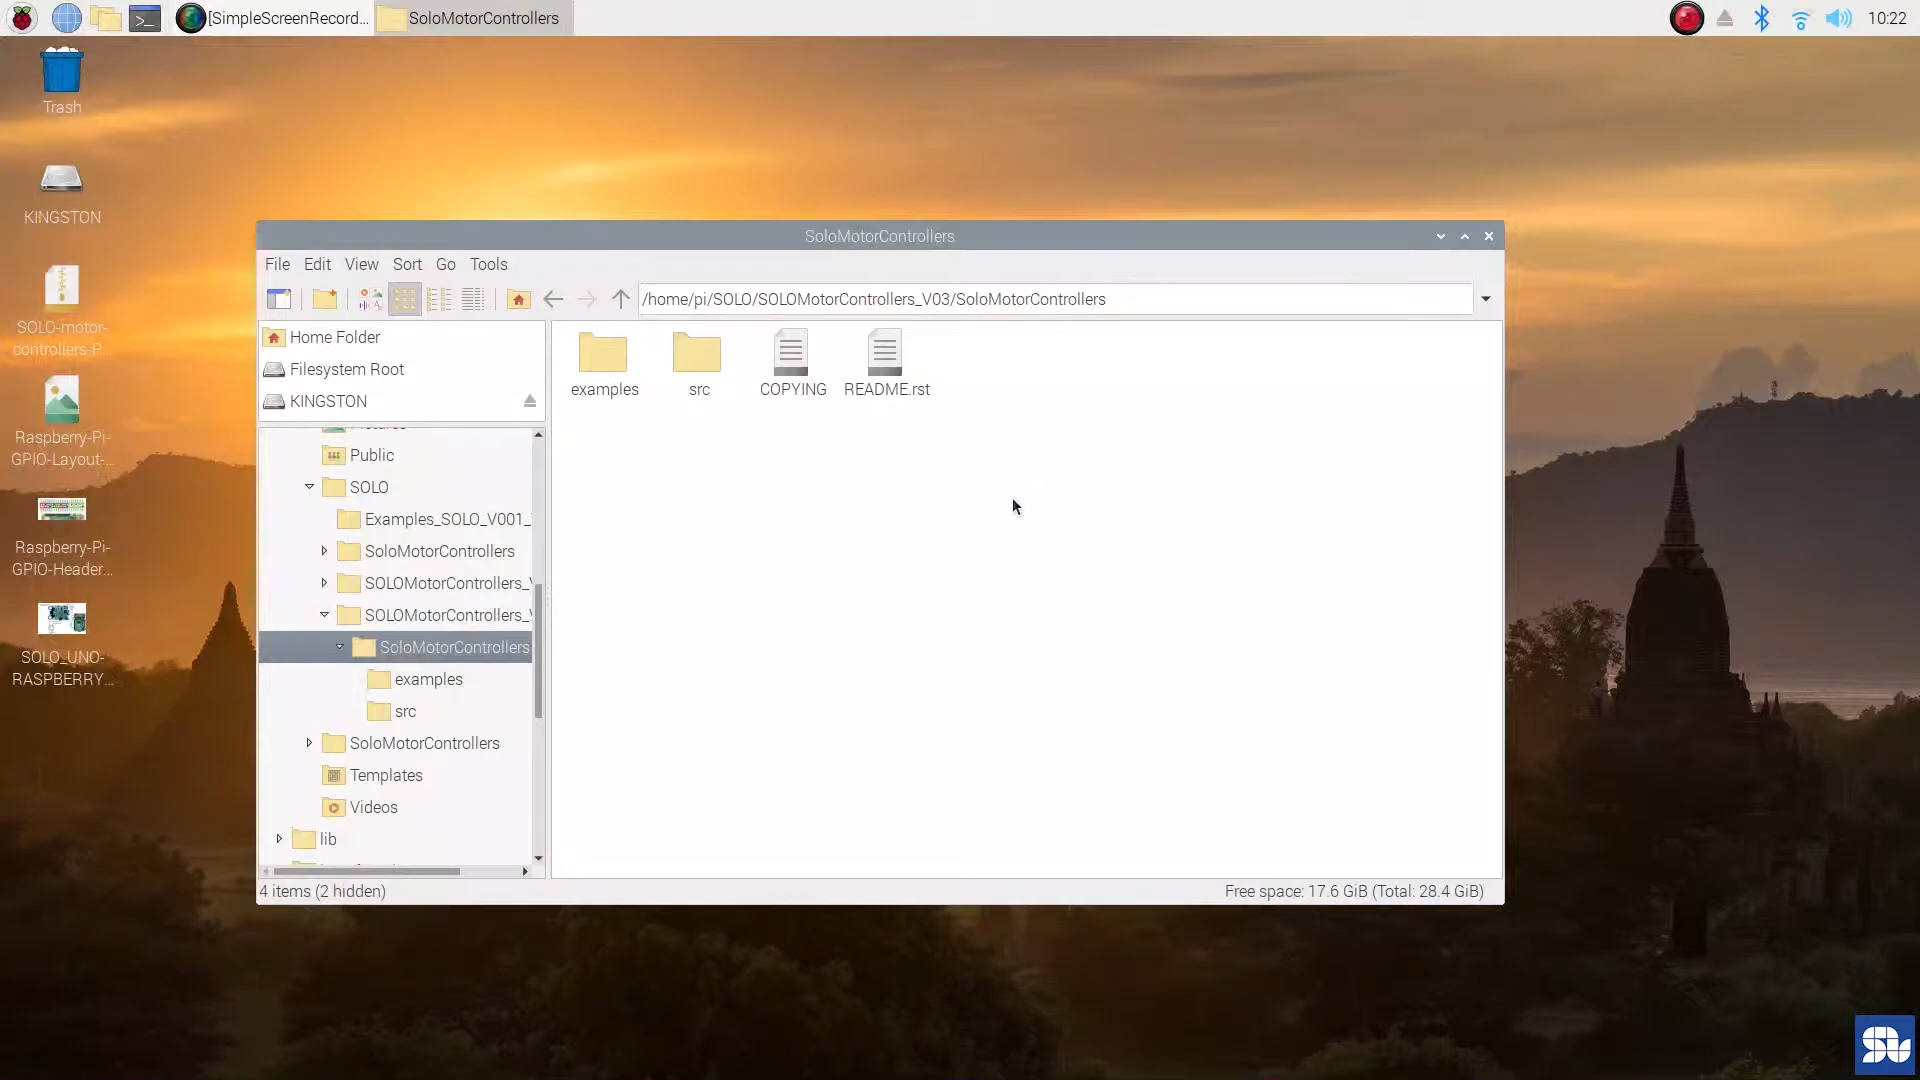 [SimpleScreenRecord...
SoloMotorControllers
10:22
Trash
KINGSTON
SOLO-motor-
controllers-P...
Raspberry-Pi-
GPIO-Layout-...
Raspberry-Pi-
GPIO-Header...
SOLO_UNO-
RASPBERRY...
SoloMotorControllers
File Edit View Sort Go Tools
/home/pi/SOLO/SOLOMotorControllers_V03/SoloMotorControllers
Home Folder
Filesystem Root
KINGSTON
Public
SOLO
Examples_SOLO_V001_
SoloMotorControllers
SOLOMotorControllers_V
SOLOMotorControllers_V
SoloMotorControllers
examples
src
SoloMotorControllers
Templates
Videos
lib
examples
src
COPYING
README.rst
4 items (2 hidden)
Free space: 17.6 GiB (Total: 28.4 GiB)